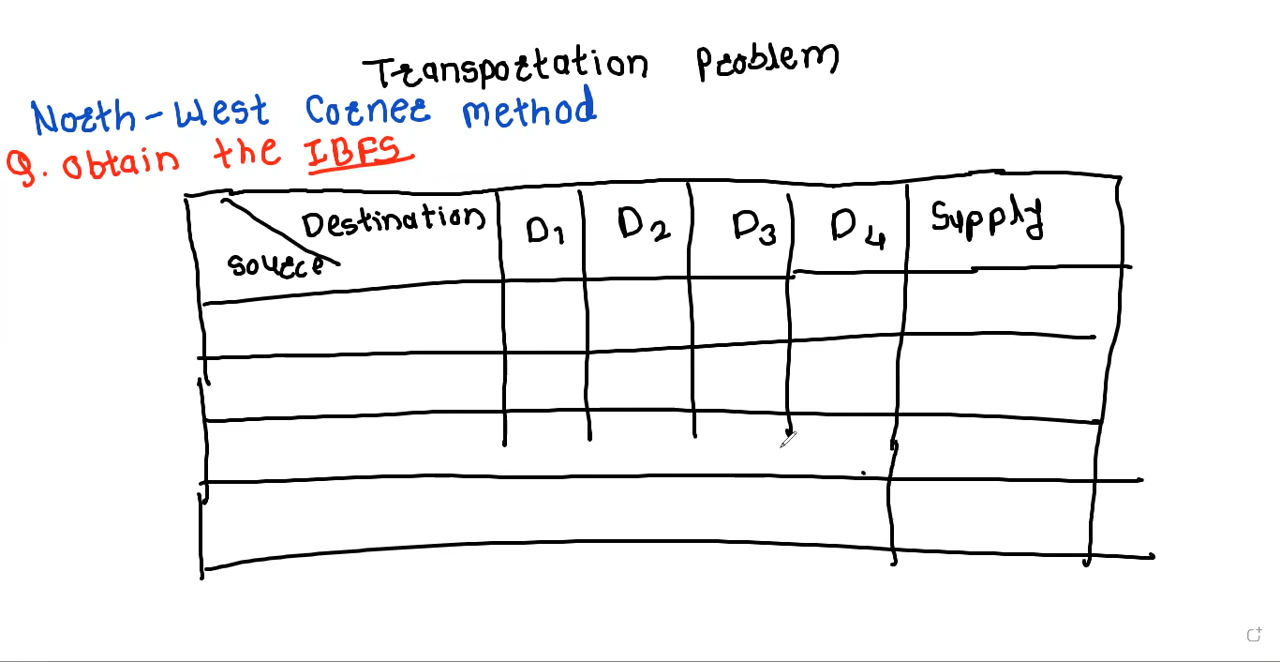 Transportation Problem
North-West Corner method
Q. Obtain the IBFS
Destination D1 D2 D3 D4 Supply
Source